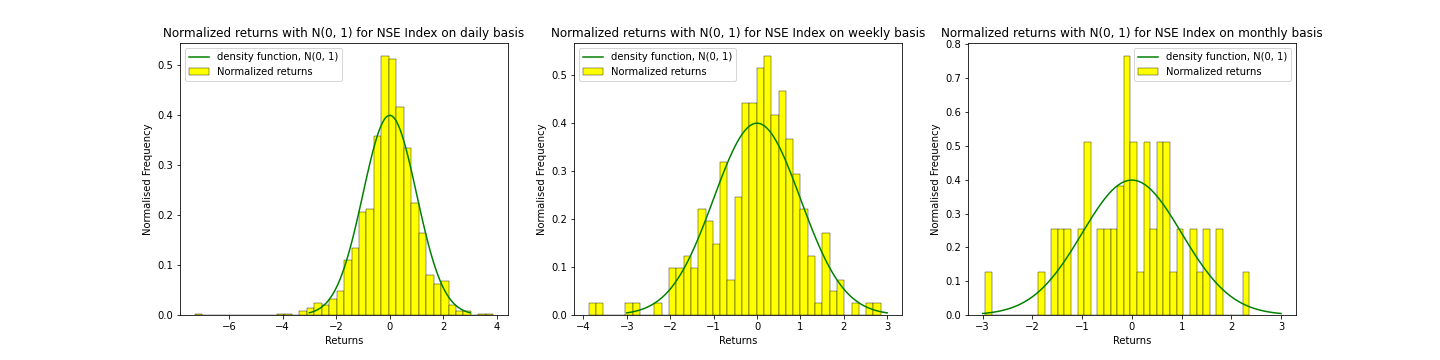 Normalized returns with N(0, 1) for NSE Index on daily basis
density function, N(0, 1)
Normalized returns
0.5
0.4
0.3
0.2
0.1
0.0
Normalised Frequency
−6
−4
−2
0
2
4
Returns
Normalized returns with N(0, 1) for NSE Index on weekly basis
density function, N(0, 1)
Normalized returns
0.5
0.4
0.3
0.2
0.1
0.0
Normalised Frequency
−4
−3
−2
−1
0
1
2
3
Returns
Normalized returns with N(0, 1) for NSE Index on monthly basis
density function, N(0, 1)
Normalized returns
0.8
0.7
0.6
0.5
0.4
0.3
0.2
0.1
0.0
Normalised Frequency
−3
−2
−1
0
1
2
3
Returns